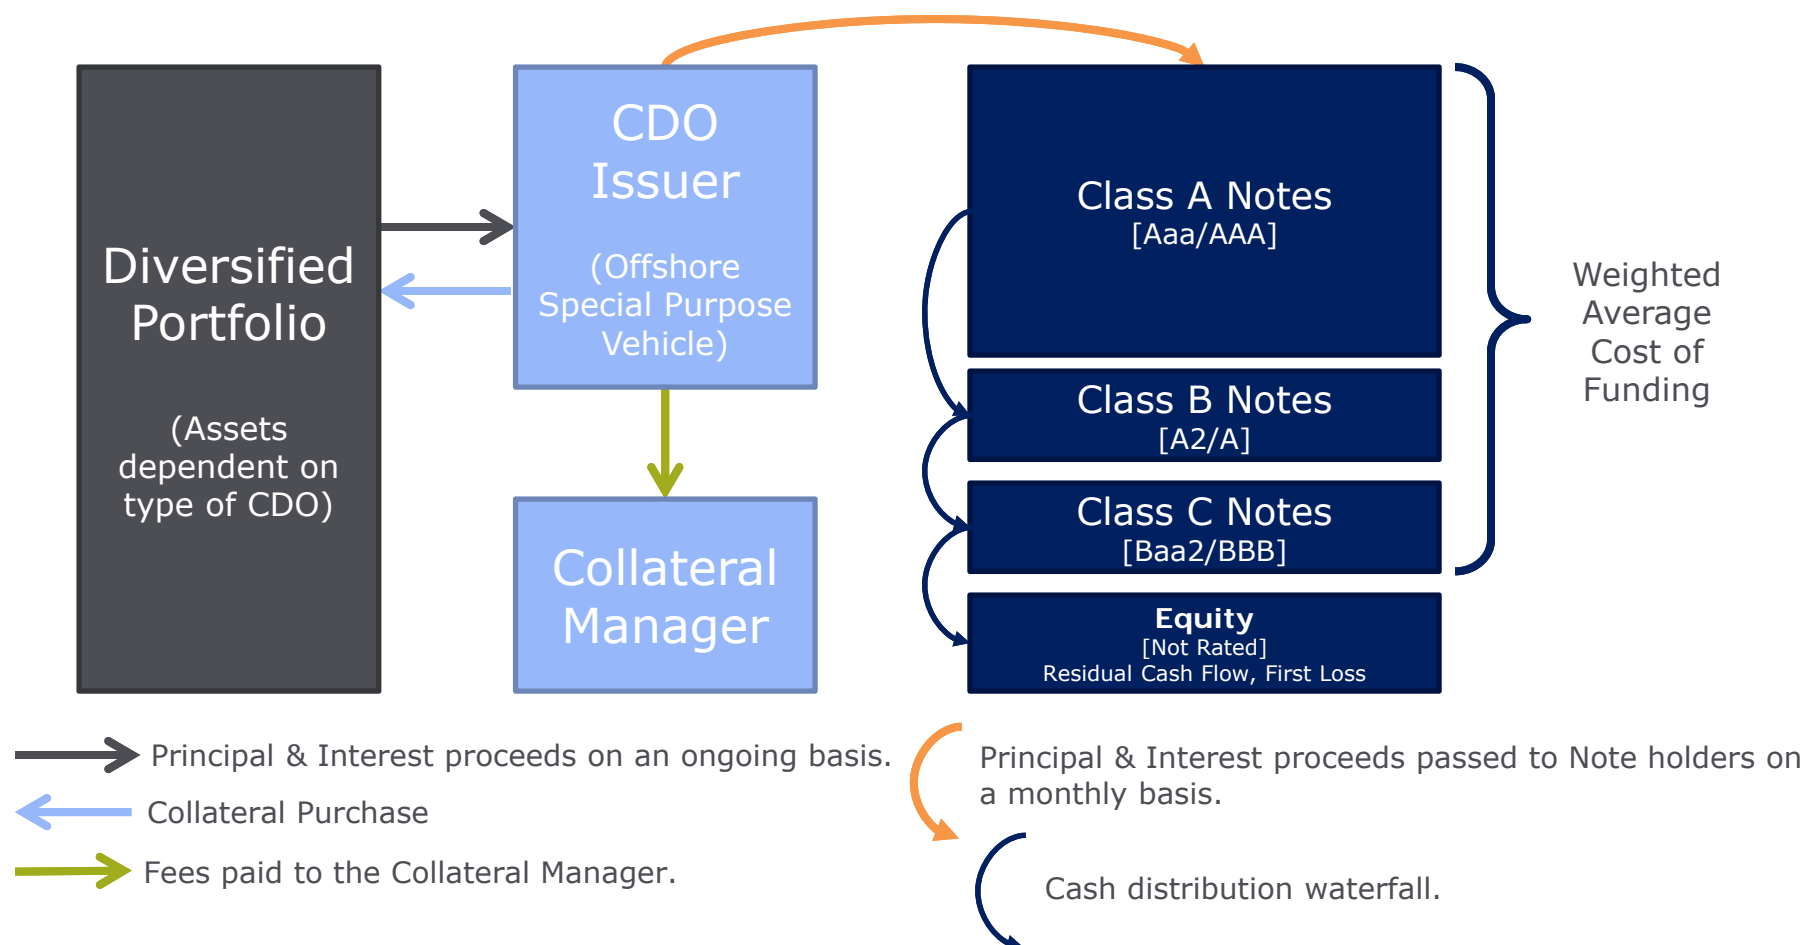 Diversified
Portfolio
(Assets
dependent on
type of CDO)
CDO
Issuer
(Offshore
Special Purpose
Vehicle)
Collateral
Manager
Class A Notes
[Aaa/AAA]
Class B Notes
[A2/A]
Class C Notes
[Baa2/BBB]
Equity
[Not Rated]
Residual Cash Flow, First Loss
Weighted
Average
Cost of
Funding
Principal & Interest proceeds on an ongoing basis.
Collateral Purchase
Fees paid to the Collateral Manager.
Principal & Interest proceeds passed to Note holders on
a monthly basis.
Cash distribution waterfall.